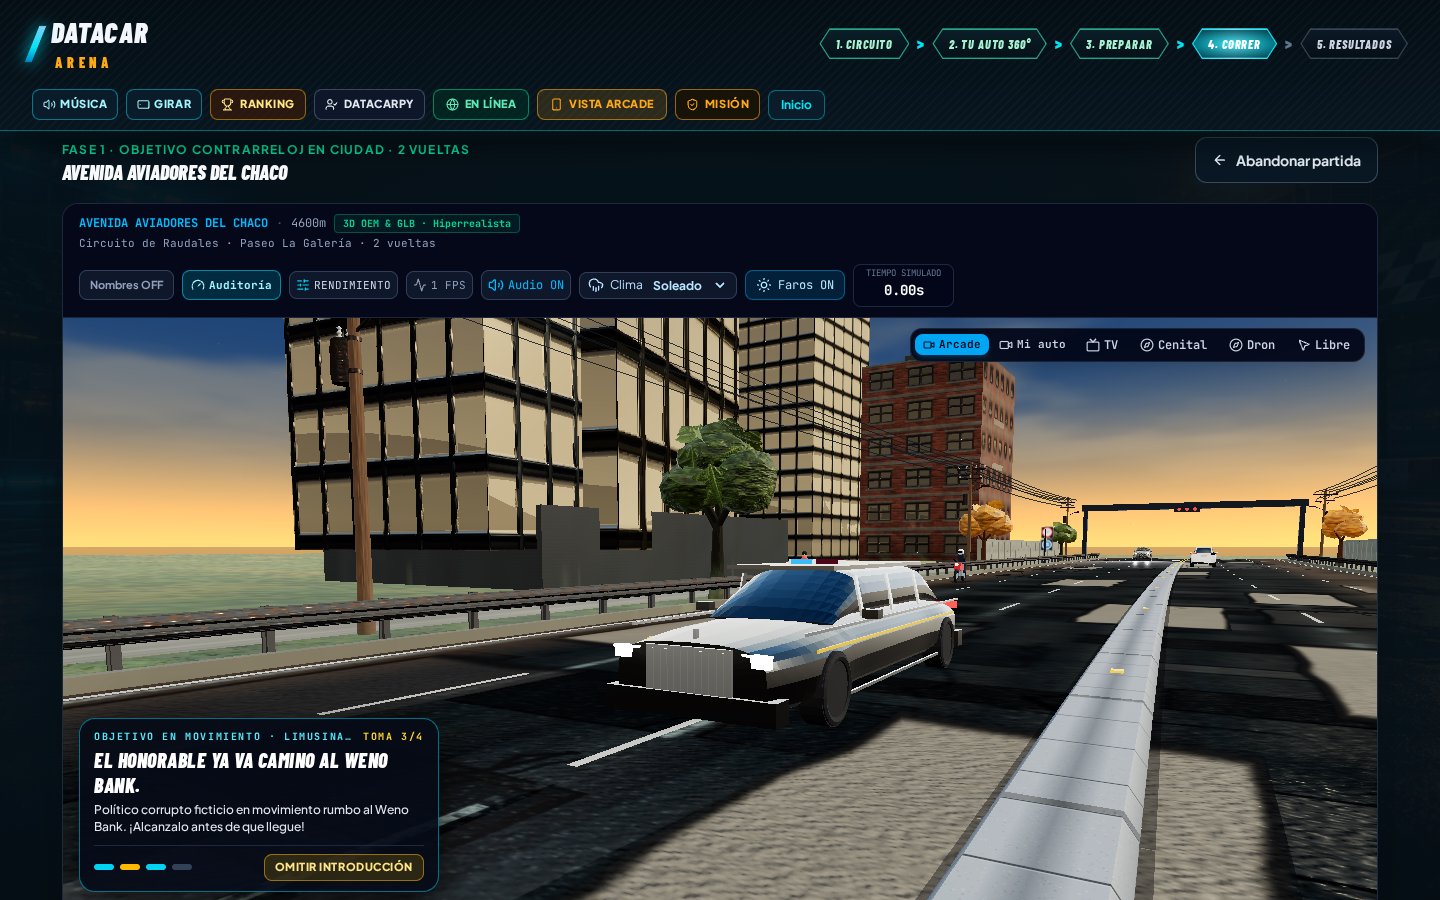 DATACAR
ARENA
1. CIRCUITO > 2. TU AUTO 360° > 3. PREPARAR > 4. CORRER > 5. RESULTADOS
MÚSICA GIRAR RANKING DATACARPY EN LÍNEA VISTA ARCADE MISIÓN Inicio
FASE 1 · OBJETIVO CONTRARRELOJ EN CIUDAD · 2 VUELTAS
AVENIDA AVIADORES DEL CHACO
← Abandonar partida
AVENIDA AVIADORES DEL CHACO · 4600m 3D OEM & GLB · Hiperrealista
Circuito de Raudales · Paseo La Galería · 2 vueltas
Nombres OFF Auditoría RENDIMIENTO 1 FPS Audio ON Clima Soleado Faros ON
TIEMPO SIMULADO
0.00s
Arcade Mi auto TV Cenital Dron Libre
OBJETIVO EN MOVIMIENTO · LIMUSINA… TOMA 3/4
EL HONORABLE YA VA CAMINO AL WENO
BANK.
Político corrupto ficticio en movimiento rumbo al Weno
Bank. ¡Alcanzalo antes de que llegue!
OMITIR INTRODUCCIÓN